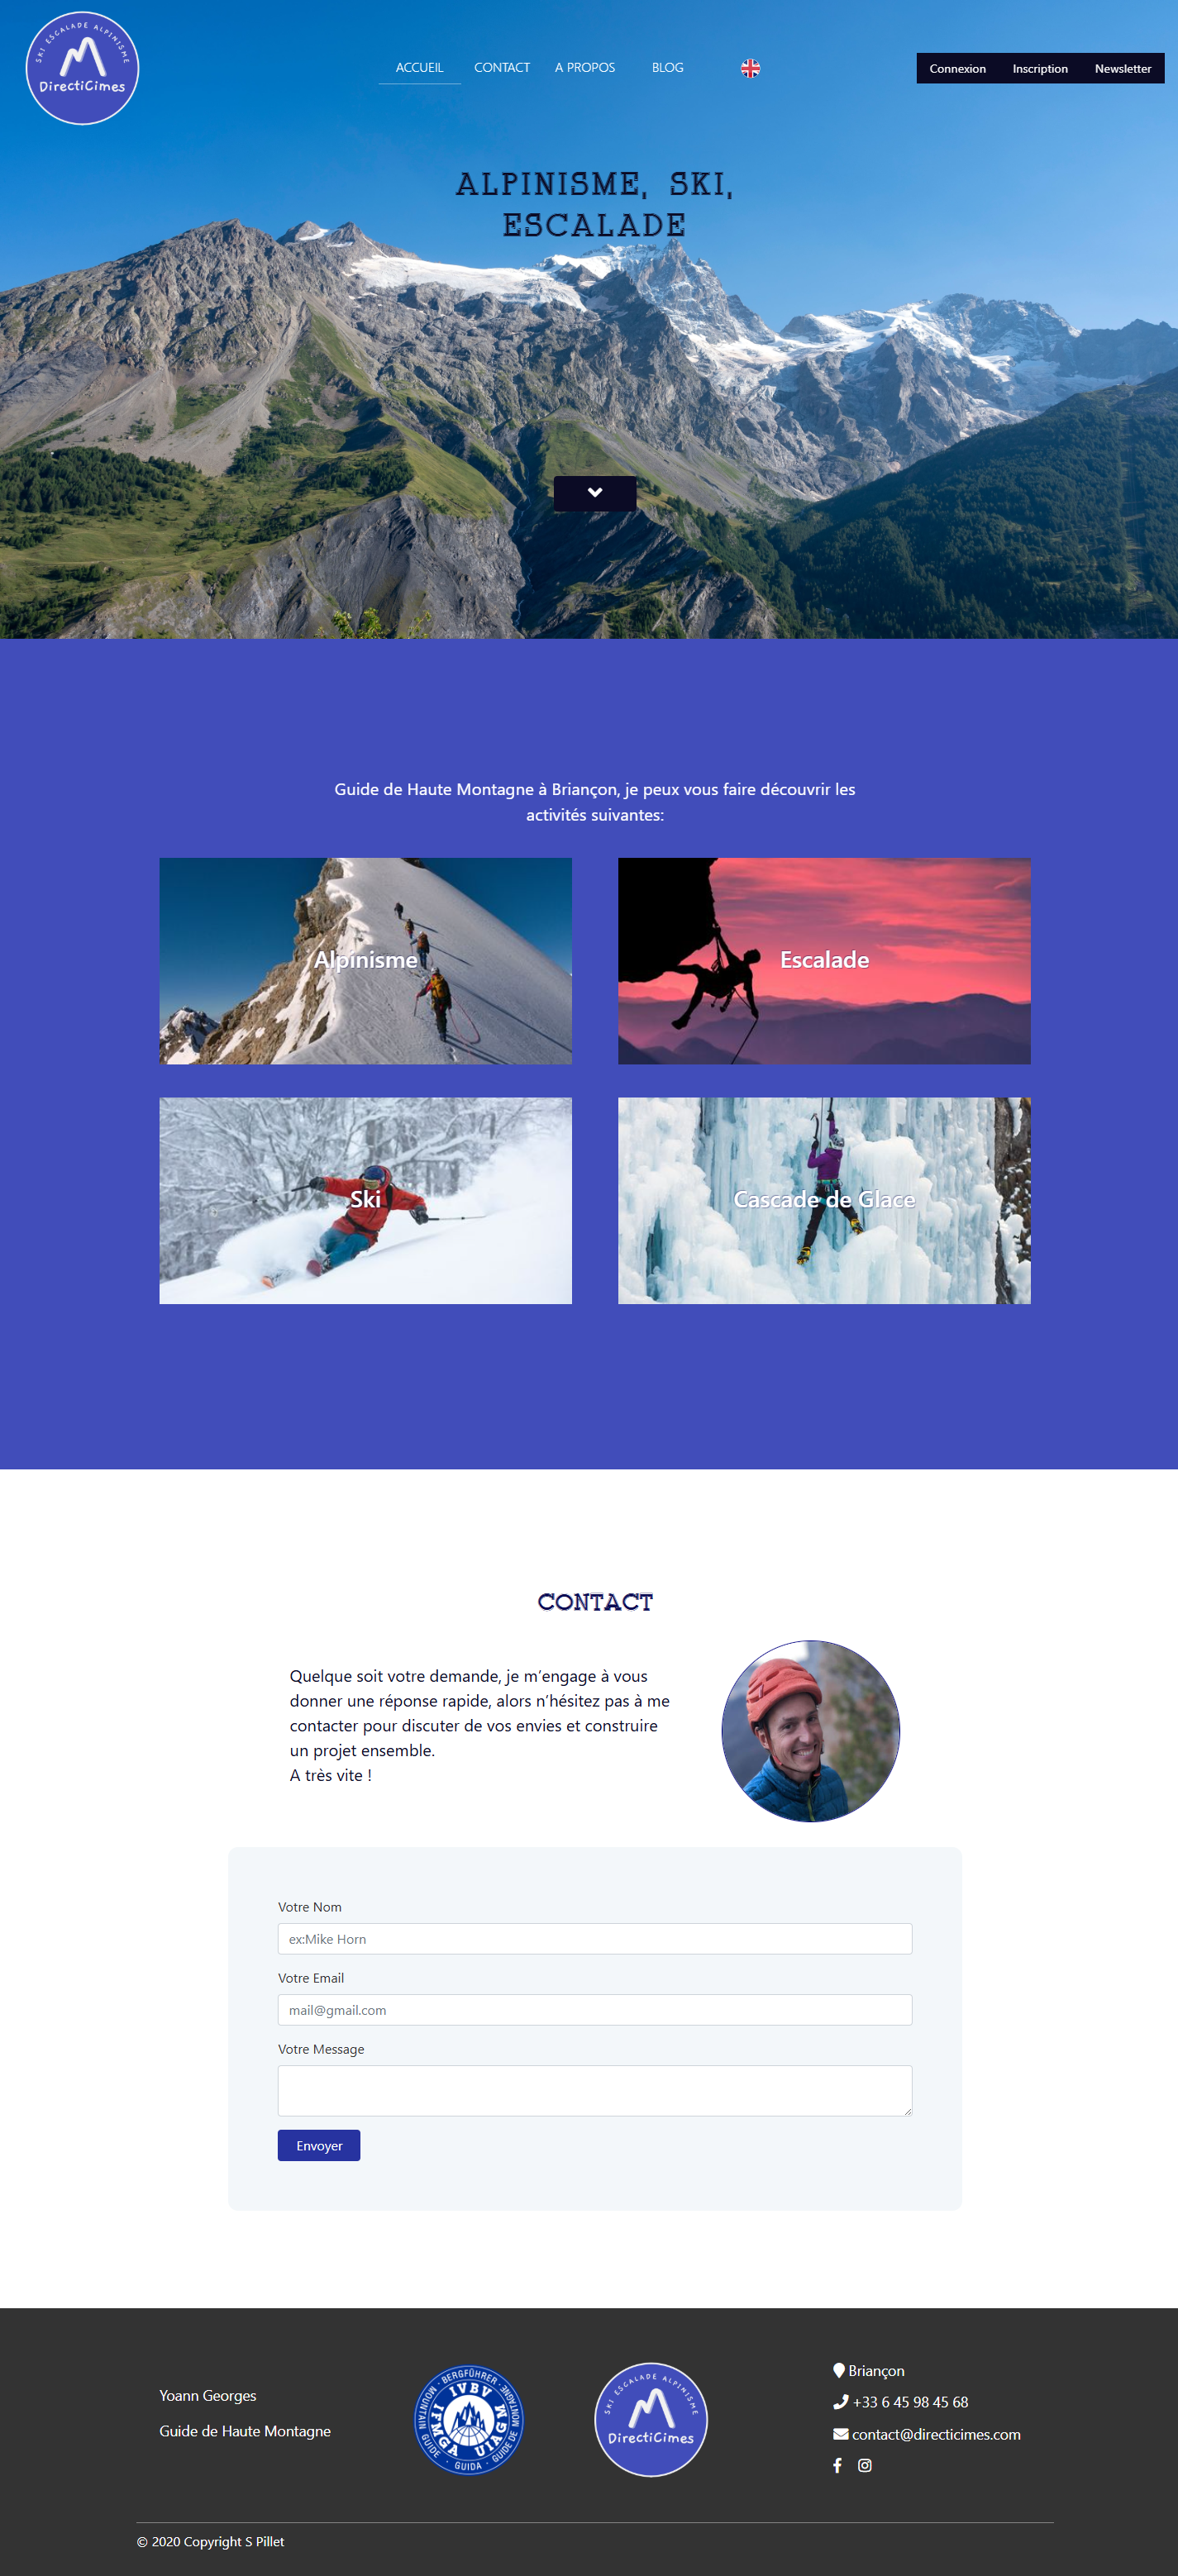 SKI ESCALADE ALPINISME
DirectiCimes
ACCUEIL
CONTACT
A PROPOS
BLOG
Connexion
Inscription
Newsletter
ALPINISME, SKI,
ESCALADE
Guide de Haute Montagne à Briançon, je peux vous faire découvrir les
activités suivantes:
Alpinisme
Escalade
Ski
Cascade de Glace
CONTACT
Quelque soit votre demande, je m’engage à vous
donner une réponse rapide, alors n’hésitez pas à me
contacter pour discuter de vos envies et construire
un projet ensemble.
A très vite !
Votre Nom
ex:Mike Horn
Votre Email
mail@gmail.com
Votre Message
Envoyer
Yoann Georges
Guide de Haute Montagne
BERGFÜHRER · GUIDE DE MONTAGNE · GUIDA · MOUNTAIN GUIDE ·
IVBV UIAGM IFMGA
SKI ESCALADE ALPINISME
DirectiCimes
Briançon
+33 6 45 98 45 68
contact@directicimes.com
© 2020 Copyright S Pillet